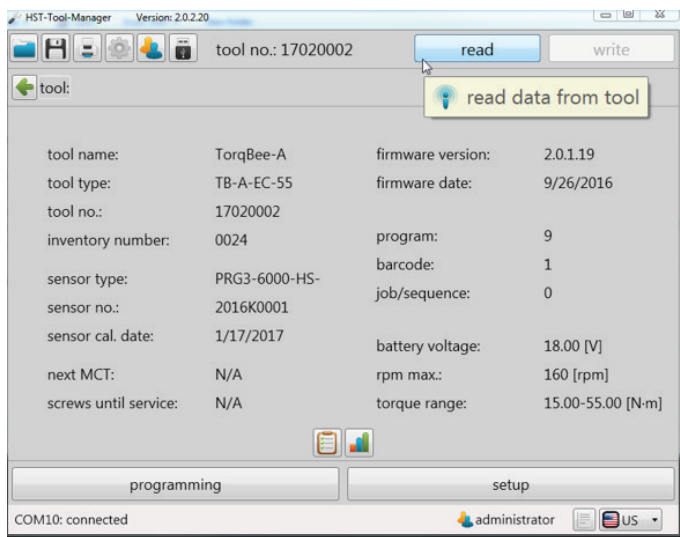 HST-Tool-Manager Version: 2.0.2.20
tool no.: 17020002 read write
tool:
read data from tool
tool name: TorqBee-A firmware version: 2.0.1.19
tool type: TB-A-EC-55 firmware date: 9/26/2016
tool no.: 17020002
inventory number: 0024 program: 9
barcode: 1
sensor type: PRG3-6000-HS-
job/sequence: 0
sensor no.: 2016K0001
sensor cal. date: 1/17/2017
battery voltage: 18.00 [V]
next MCT: N/A rpm max.: 160 [rpm]
screws until service: N/A torque range: 15.00-55.00 [N·m]
programming setup
COM10: connected administrator US